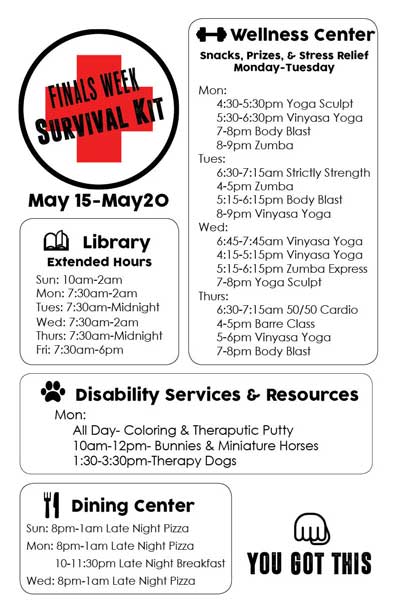 FINALS WEEK
SURVIVAL KIT
May 15-May20
Library
Extended Hours
Sun: 10am-2am
Mon: 7:30am-2am
Tues: 7:30am-Midnight
Wed: 7:30am-2am
Thurs: 7:30am-Midnight
Fri: 7:30am-6pm
Wellness Center
Snacks, Prizes, & Stress Relief
Monday-Tuesday
Mon:
4:30-5:30pm Yoga Sculpt
5:30-6:30pm Vinyasa Yoga
7-8pm Body Blast
8-9pm Zumba
Tues:
6:30-7:15am Strictly Strength
4-5pm Zumba
5:15-6:15pm Body Blast
8-9pm Vinyasa Yoga
Wed:
6:45-7:45am Vinyasa Yoga
4:15-5:15pm Vinyasa Yoga
5:15-6:15pm Zumba Express
7-8pm Yoga Sculpt
Thurs:
6:30-7:15am 50/50 Cardio
4-5pm Barre Class
5-6pm Vinyasa Yoga
7-8pm Body Blast
Disability Services & Resources
Mon:
All Day- Coloring & Theraputic Putty
10am-12pm- Bunnies & Miniature Horses
1:30-3:30pm-Therapy Dogs
Dining Center
Sun: 8pm-1am Late Night Pizza
Mon: 8pm-1am Late Night Pizza
10-11:30pm Late Night Breakfast
Wed: 8pm-1am Late Night Pizza
YOU GOT THIS